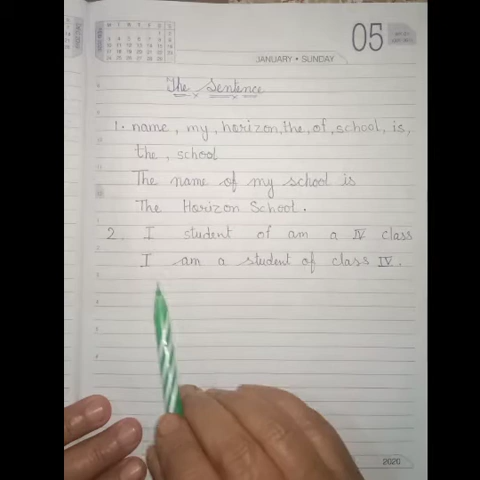 05
JANUARY • SUNDAY
The Sentence
1. name, my, horizon, the, of, school, is,
the, school
The name of my school is
The Horizon School.
2. I student of am a IV class
I am a student of class IV.
2020